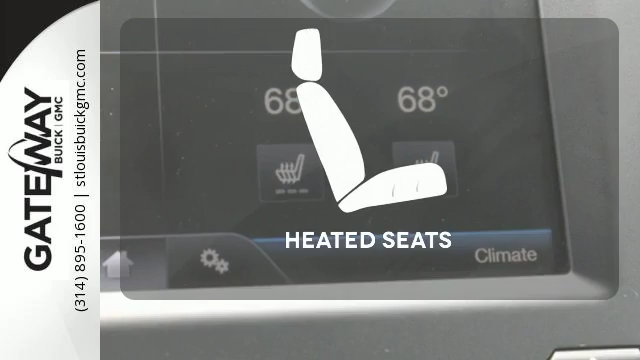 GATEWAY
BUICK | GMC
(314) 895-1600 | stlouisbuickgmc.com
68
68°
HEATED SEATS
Climate